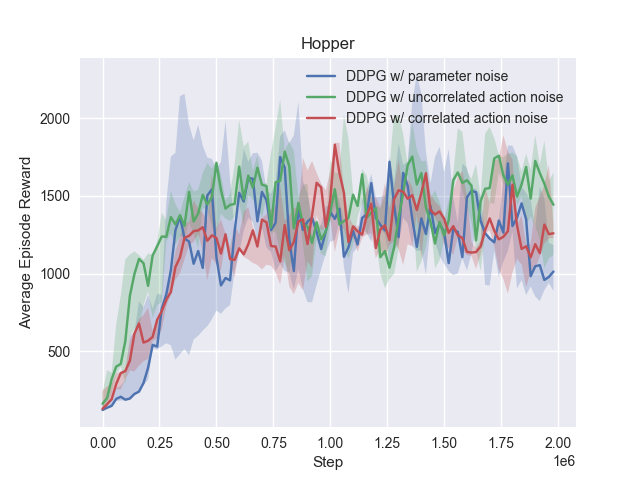 Hopper
DDPG w/ parameter noise
DDPG w/ uncorrelated action noise
DDPG w/ correlated action noise
Average Episode Reward
2000
1500
1000
500
0.00 0.25 0.50 0.75 1.00 1.25 1.50 1.75 2.00
1e6
Step